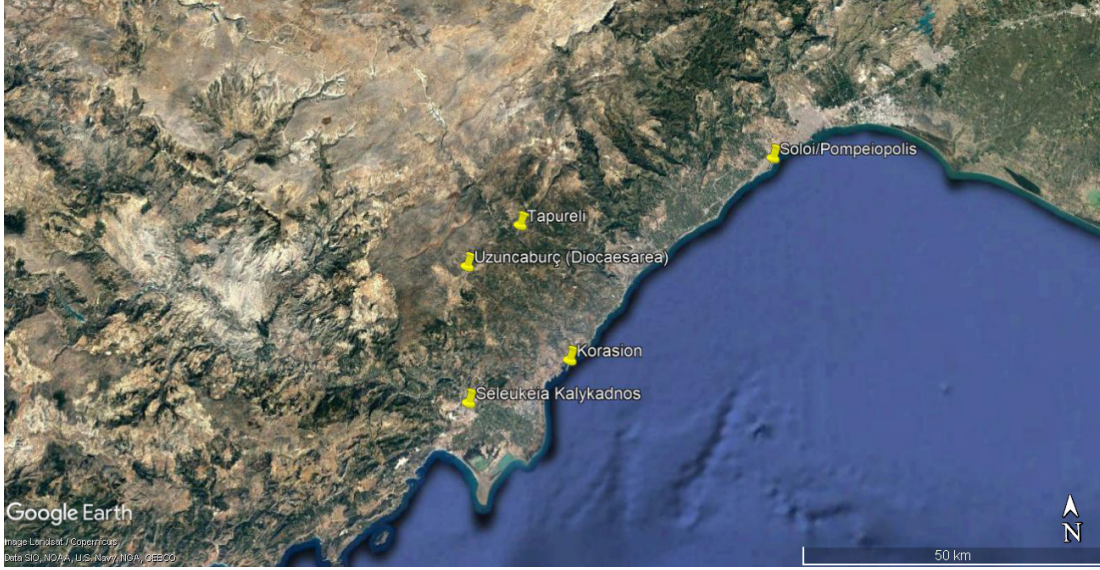 Soloi/Pompeiopolis
Tapureli
Uzuncaburç (Diocaesarea)
Korasion
Seleukeia Kalykadnos
Google Earth
Image Landsat / Copernicus
Data SIO, NOAA, U.S. Navy, NGA, GEBCO
N
50 km